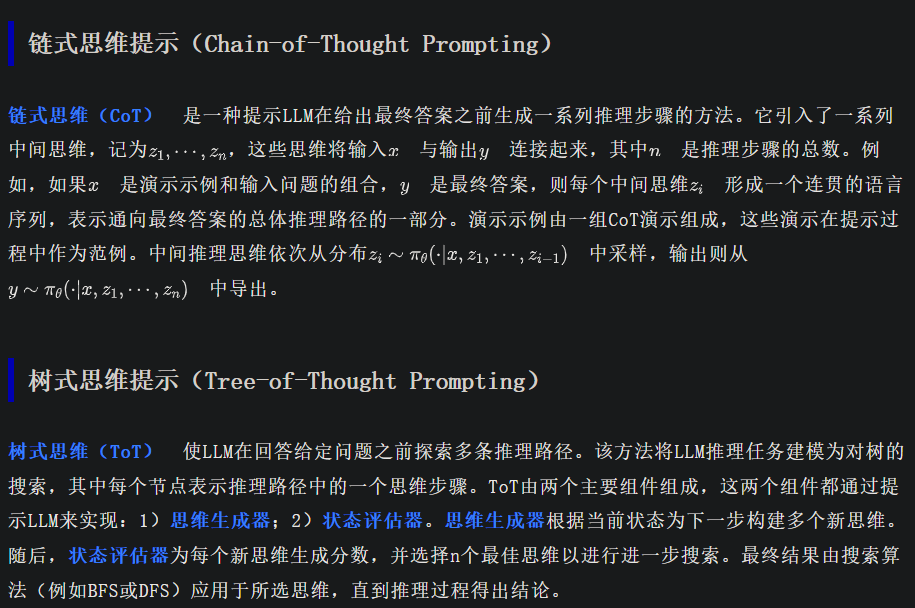 链式思维提示（Chain-of-Thought Prompting）
链式思维（CoT） 是一种提示LLM在给出最终答案之前生成一系列推理步骤的方法。它引入了一系列
中间思维，记为z₁,⋯,zₙ，这些思维将输入x 与输出y 连接起来，其中n 是推理步骤的总数。例
如，如果x 是演示示例和输入问题的组合，y 是最终答案，则每个中间思维zᵢ 形成一个连贯的语言
序列，表示通向最终答案的总体推理路径的一部分。演示示例由一组CoT演示组成，这些演示在提示过
程中作为范例。中间推理思维依次从分布zᵢ ∼ π_θ(·|x, z₁,⋯,zᵢ₋₁) 中采样，输出则从
y ∼ π_θ(·|x, z₁,⋯,zₙ) 中导出。
树式思维提示（Tree-of-Thought Prompting）
树式思维（ToT） 使LLM在回答给定问题之前探索多条推理路径。该方法将LLM推理任务建模为对树的
搜索，其中每个节点表示推理路径中的一个思维步骤。ToT由两个主要组件组成，这两个组件都通过提
示LLM来实现：1）思维生成器；2）状态评估器。思维生成器根据当前状态为下一步构建多个新思维。
随后，状态评估器为每个新思维生成分数，并选择n个最佳思维以进行进一步搜索。最终结果由搜索算
法（例如BFS或DFS）应用于所选思维，直到推理过程得出结论。